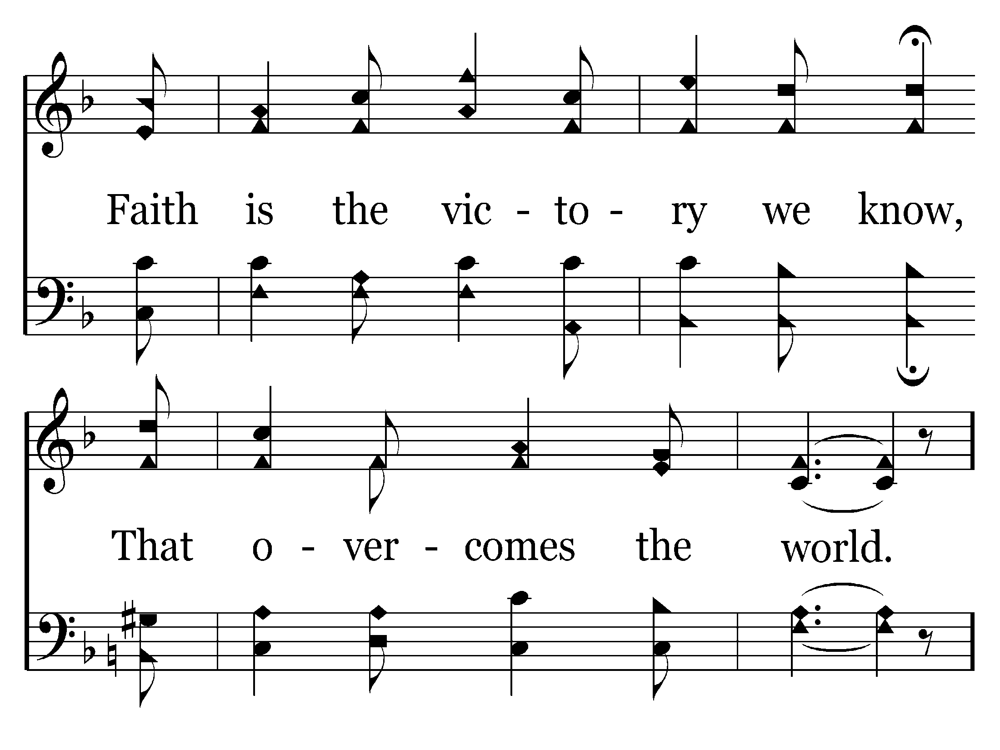 Faith is the vic - to - ry we know,
That o - ver - comes the world.